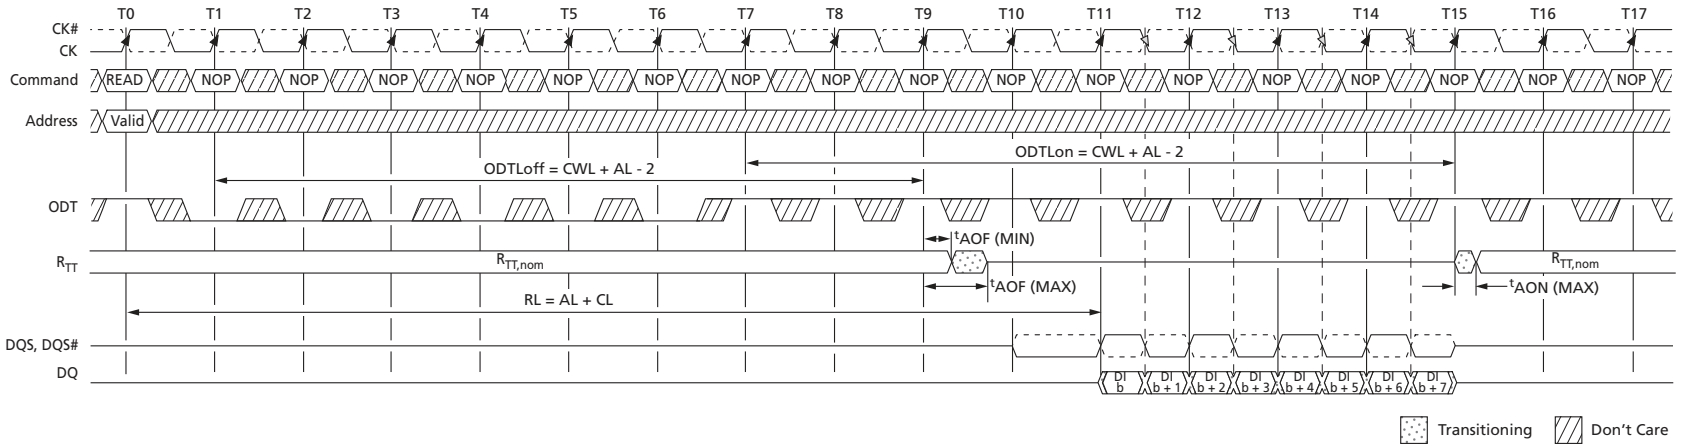 T0 T1 T2 T3 T4 T5 T6 T7 T8 T9 T10 T11 T12 T13 T14 T15 T16 T17
CK#
CK
Command READ NOP NOP NOP NOP NOP NOP NOP NOP NOP NOP NOP NOP NOP NOP NOP NOP NOP
Address Valid
ODTLon = CWL + AL - 2
ODTLoff = CWL + AL - 2
ODT
tAOF (MIN)
RTT RTT,nom RTT,nom
tAOF (MAX) tAON (MAX)
RL = AL + CL
DQS, DQS#
DQ
DI b DI b + 1 DI b + 2 DI b + 3 DI b + 4 DI b + 5 DI b + 6 DI b + 7
Transitioning Don't Care